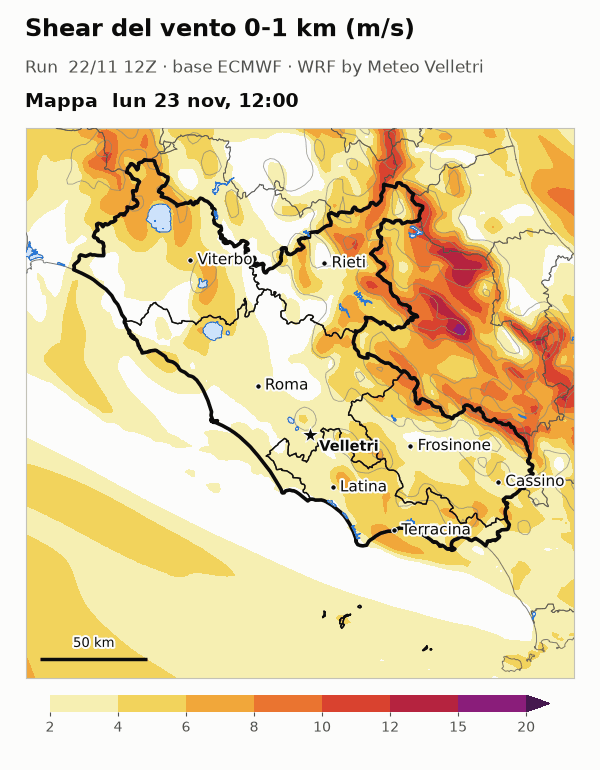 Shear del vento 0-1 km (m/s)
Run  22/11 12Z · base ECMWF · WRF by Meteo Velletri
Mappa  lun 23 nov, 12:00
Viterbo
Rieti
Roma
Velletri
Frosinone
Cassino
Latina
Terracina
50 km
2 4 6 8 10 12 15 20